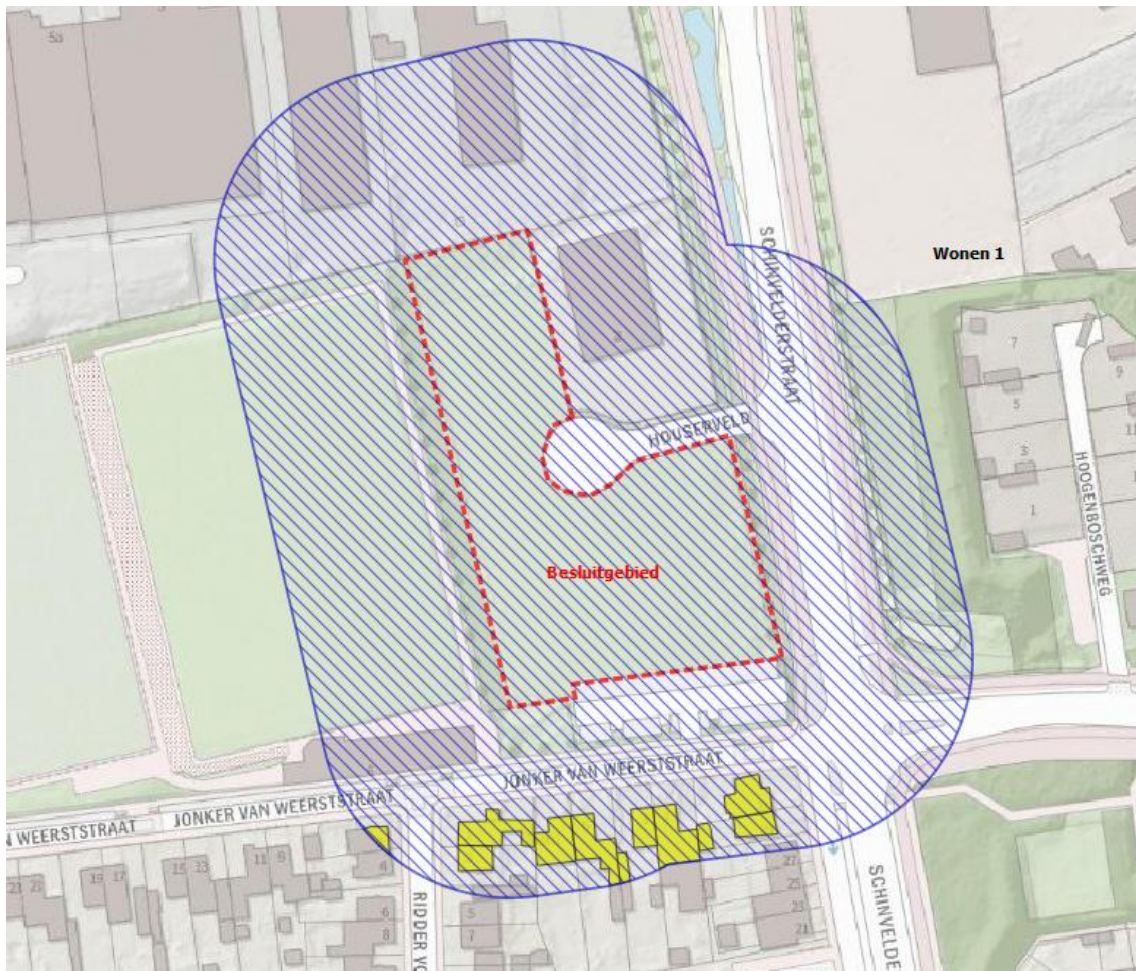 5a
SCHINVELDERSTRAAT
Wonen 1
HOUSERVELD
7
9
5
11
3
1
HOOGENBOSCHWEG
Besluitgebied
JONKER VAN WEERSTSTRAAT
JONKER VAN WEERSTSTRAAT
N WEERSTSTRAAT
23
21
19
17
15
13
11
9
4
6
8
RIDDER VO
5
7
27
25
23
21
SCHINVELDE